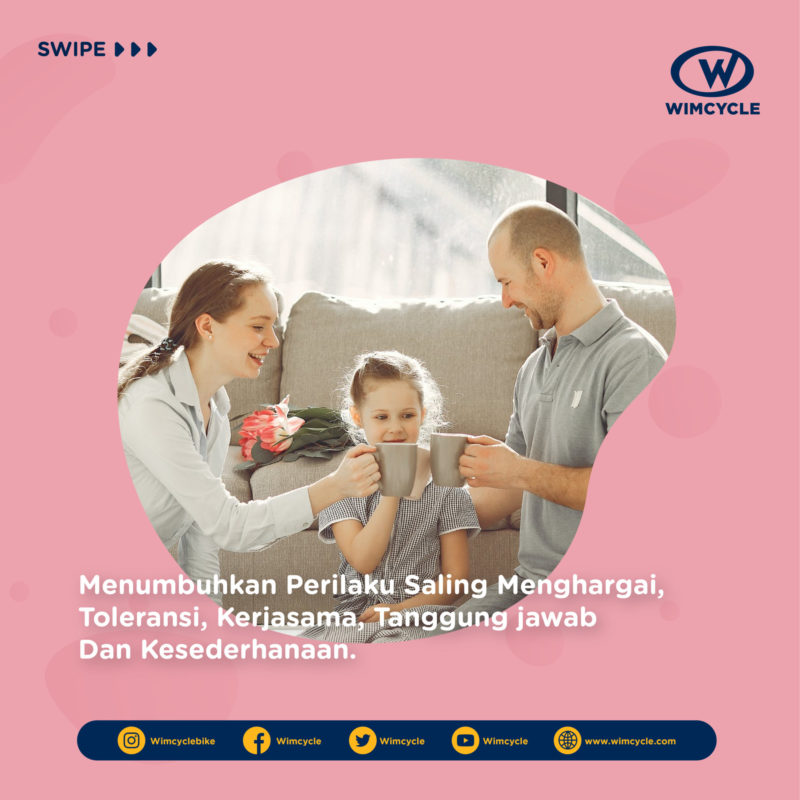 SWIPE
WIMCYCLE
Menumbuhkan Perilaku Saling Menghargai,
Toleransi, Kerjasama, Tanggung jawab
Dan Kesederhanaan.
Wimcyclebike Wimcycle Wimcycle Wimcycle www.wimcycle.com